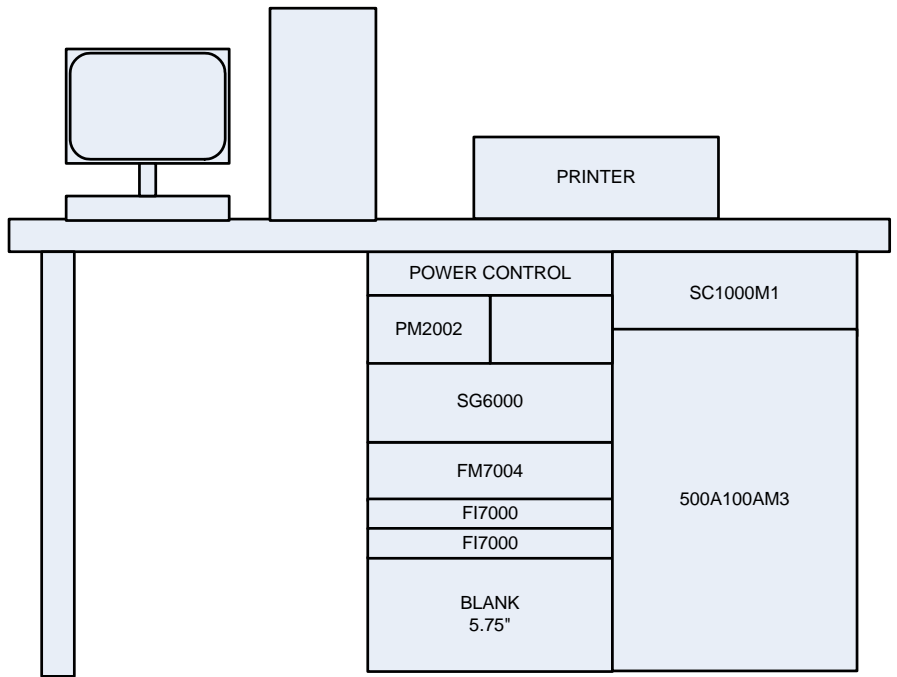 PRINTER
POWER CONTROL
SC1000M1
PM2002
SG6000
FM7004
500A100AM3
FI7000
FI7000
BLANK
5.75"